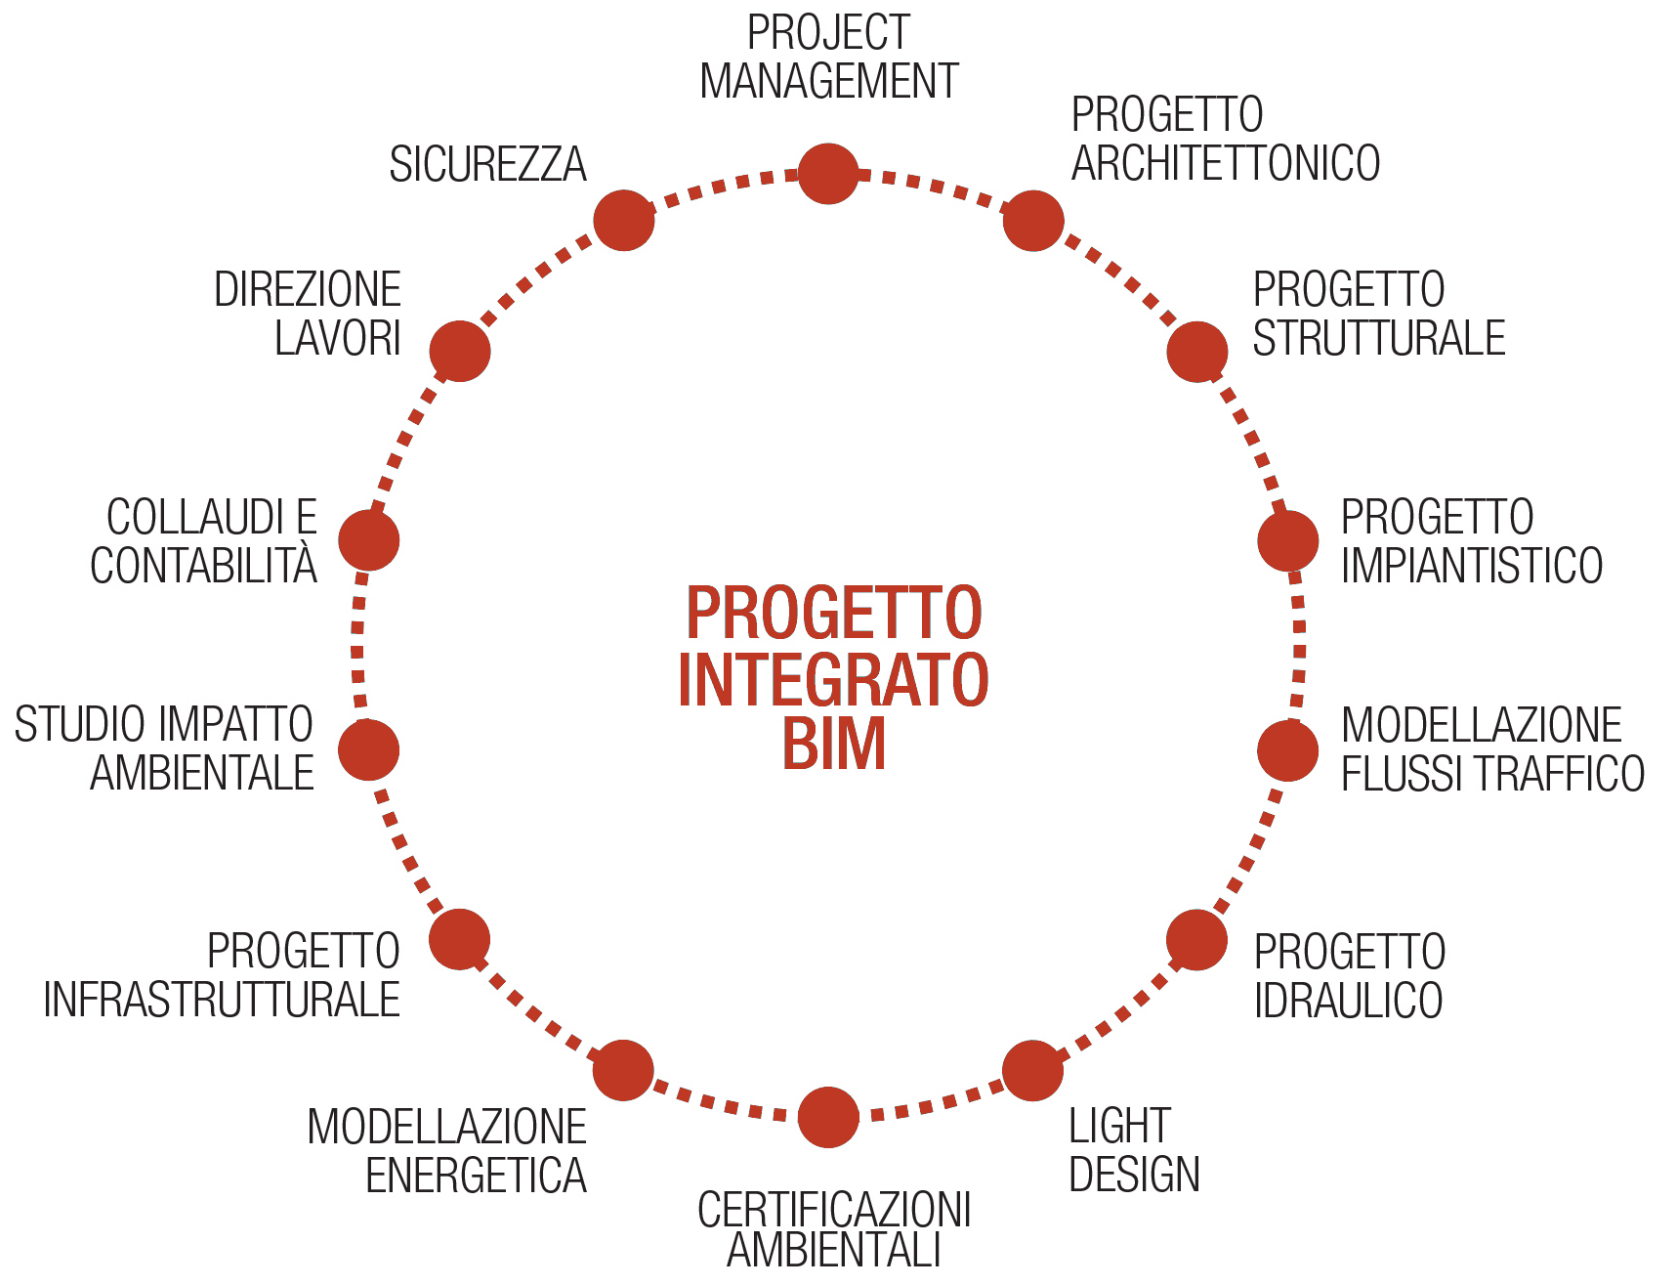 PROJECT
MANAGEMENT
PROGETTO
ARCHITETTONICO
PROGETTO
STRUTTURALE
PROGETTO
IMPIANTISTICO
MODELLAZIONE
FLUSSI TRAFFICO
PROGETTO
IDRAULICO
LIGHT
DESIGN
CERTIFICAZIONI
AMBIENTALI
MODELLAZIONE
ENERGETICA
PROGETTO
INFRASTRUTTURALE
STUDIO IMPATTO
AMBIENTALE
COLLAUDI E
CONTABILITÀ
DIREZIONE
LAVORI
SICUREZZA
PROGETTO
INTEGRATO
BIM